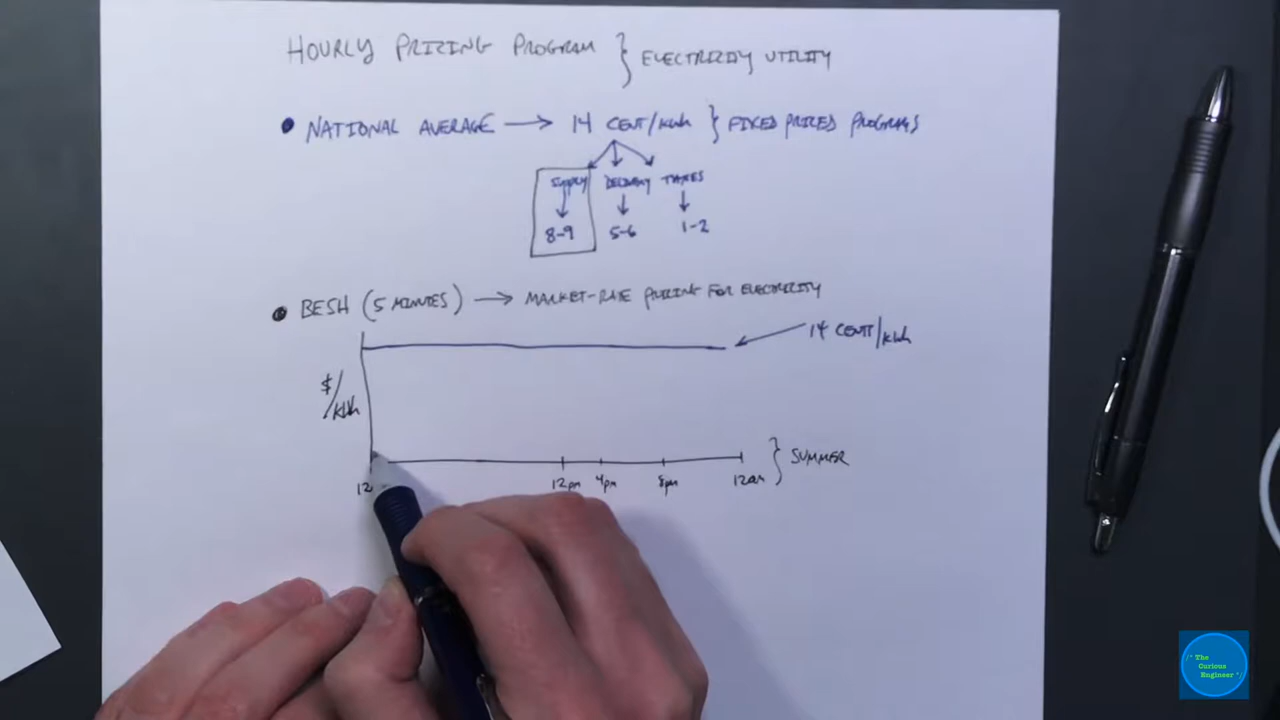 HOURLY PRICING PROGRAM } ELECTRICITY UTILITY
• NATIONAL AVERAGE → 14 CENT/kWh } FIXED PRICED PROGRAMS
SUPPLY DELIVERY TAXES
8-9 5-6 1-2
• BESH (5 MINUTES) → MARKET-RATE PRICING FOR ELECTRICITY
14 CENT/kWh
$/kWh
} SUMMER
12 12pm 4pm 8pm 12am
/* The
Curious
Engineer */